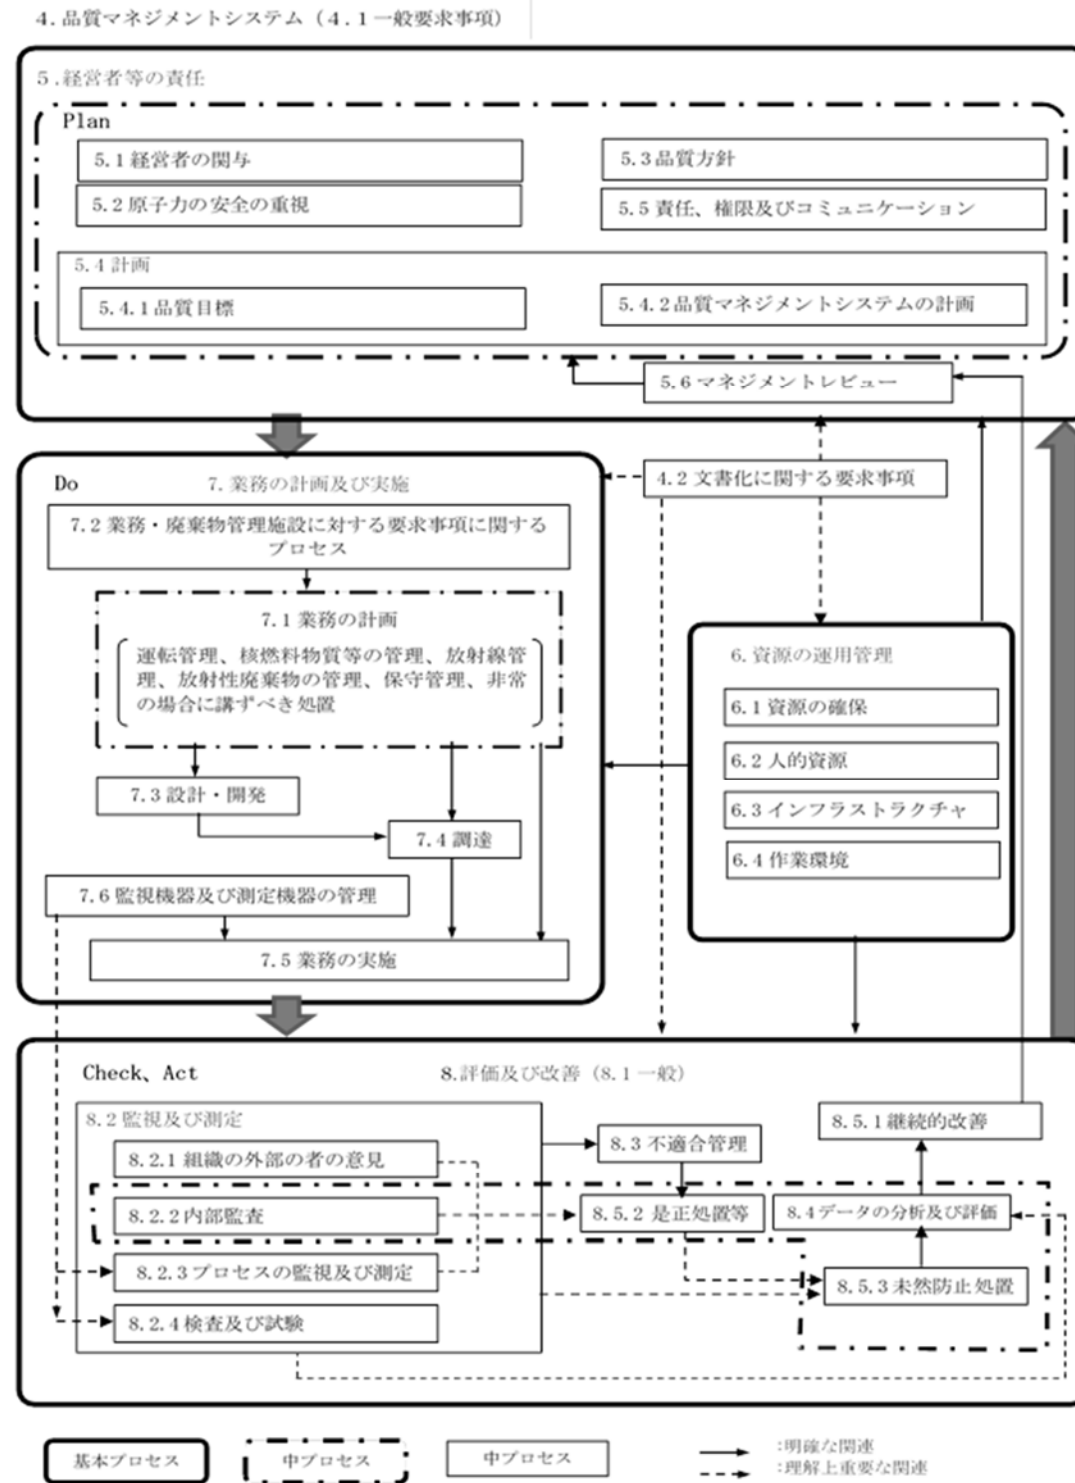 4.品質マネジメントシステム（4.1一般要求事項）
5.経営者等の責任
Plan
5.1経営者の関与
5.3品質方針
5.2原子力の安全の重視
5.5責任、権限及びコミュニケーション
5.4計画
5.4.1品質目標
5.4.2品質マネジメントシステムの計画
5.6マネジメントレビュー
Do
7.業務の計画及び実施
4.2文書化に関する要求事項
7.2業務・廃棄物管理施設に対する要求事項に関する
プロセス
7.1業務の計画
運転管理、核燃料物質等の管理、放射線管
理、放射性廃棄物の管理、保守管理、非常
の場合に講ずべき処置
6.資源の運用管理
6.1資源の確保
6.2人的資源
6.3インフラストラクチャ
6.4作業環境
7.3設計・開発
7.4調達
7.6監視機器及び測定機器の管理
7.5業務の実施
Check、Act
8.評価及び改善（8.1一般）
8.2監視及び測定
8.5.1継続的改善
8.3不適合管理
8.2.1組織の外部の者の意見
8.2.2内部監査
8.5.2是正処置等
8.4データの分析及び評価
8.2.3プロセスの監視及び測定
8.5.3未然防止処置
8.2.4検査及び試験
基本プロセス
中プロセス
中プロセス
:明確な関連
:理解上重要な関連